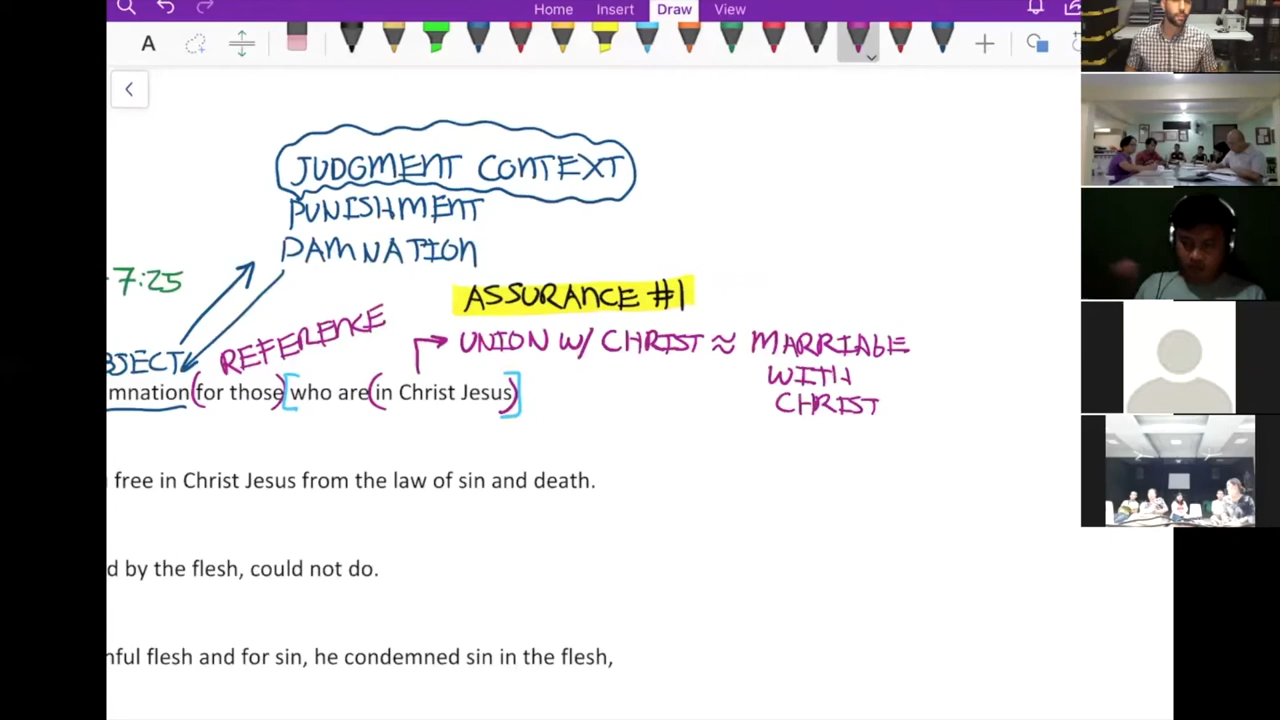 Home Insert Draw View
A
JUDGMENT CONTEXT
PUNISHMENT
DAMNATION
7:25
ASSURANCE #1
REFERENCE
UNION W/ CHRIST ≈ MARRIAGE
WITH
CHRIST
BJECT
mnation (for those) [who are (in Christ Jesus)]
free in Christ Jesus from the law of sin and death.
d by the flesh, could not do.
nful flesh and for sin, he condemned sin in the flesh,